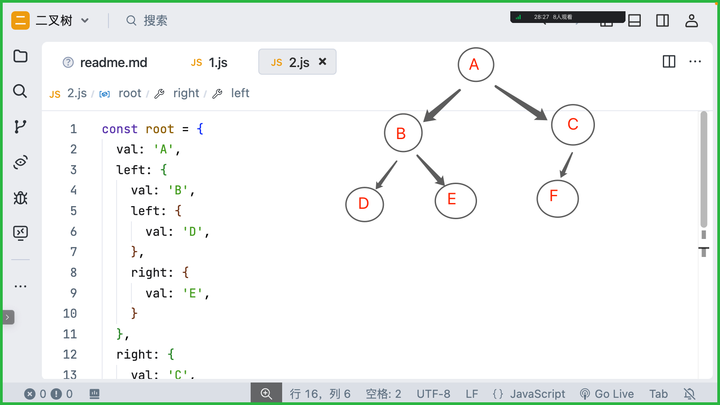 二 二叉树 搜索 28:27 8人观看
readme.md JS 1.js JS 2.js
JS 2.js / root / right / left
1 const root = {
2 val: 'A',
3 left: {
4 val: 'B',
5 left: {
6 val: 'D',
7 },
8 right: {
9 val: 'E',
10 }
11 },
12 right: {
13 val: 'C',
A
B C
D E F
0 0 行 16，列 6 空格: 2 UTF-8 LF {} JavaScript Go Live Tab